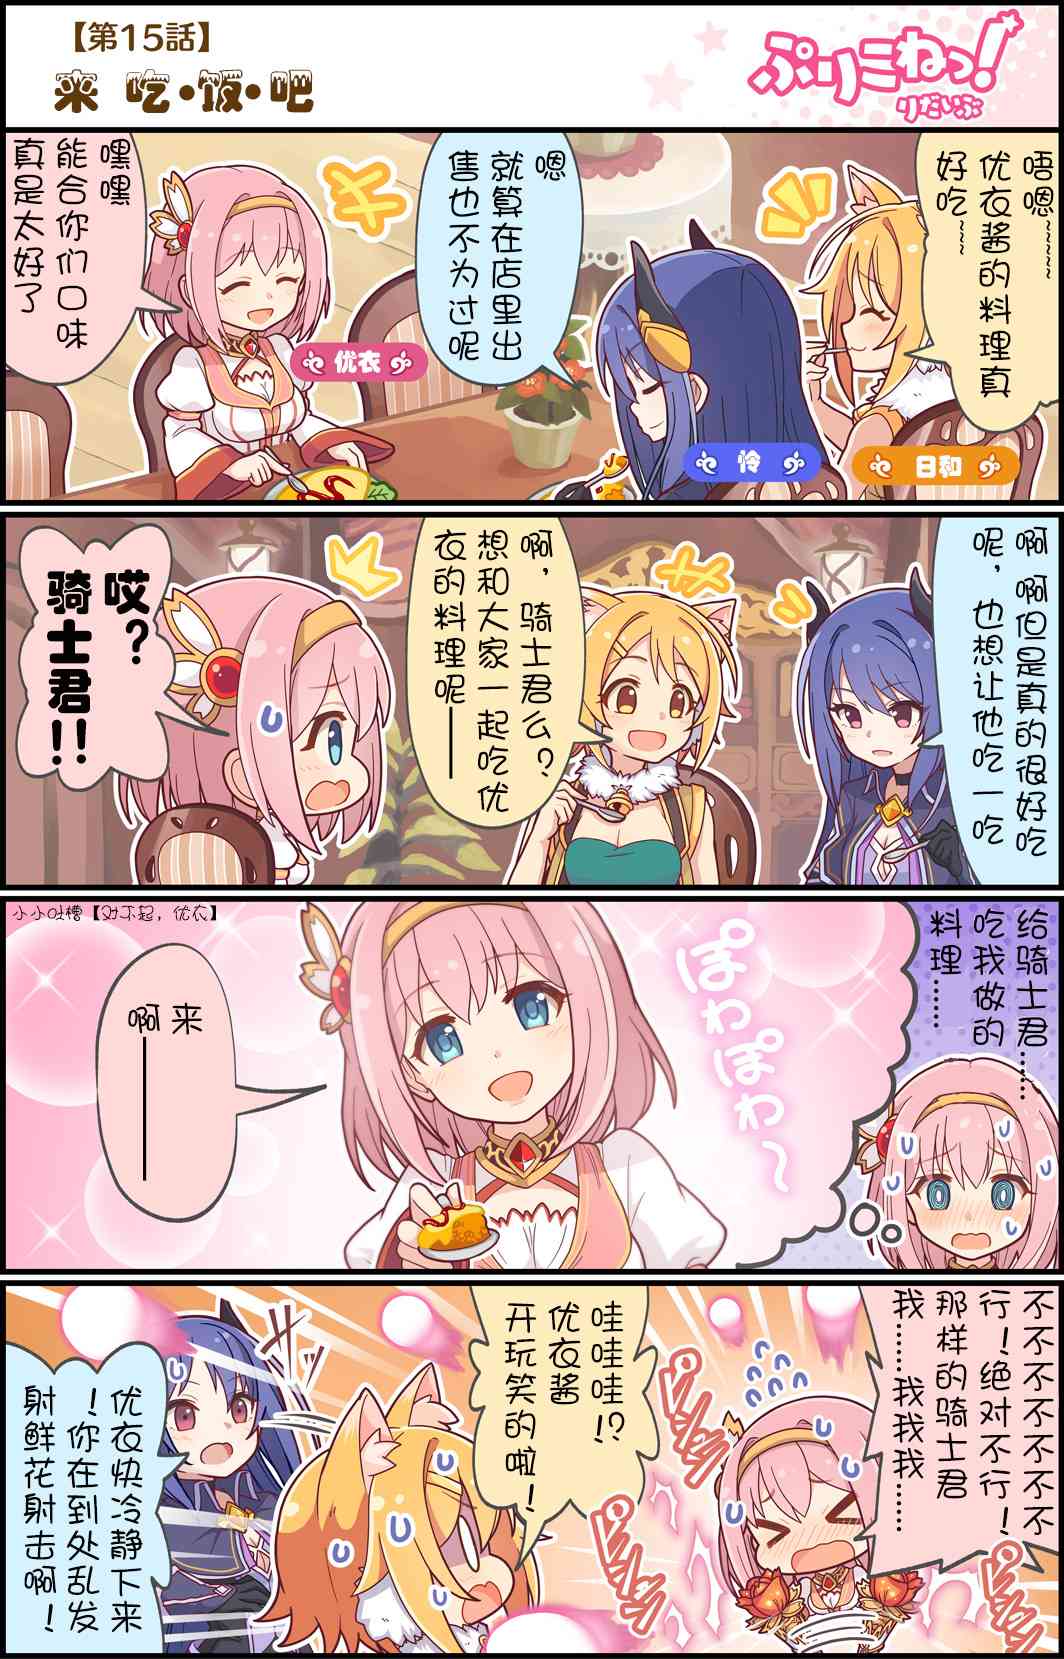 【第15話】
来 吃・饭・吧
ぷりこねっ!
りだいぶ
唔嗯~~~
优衣酱的料理真
好吃~~~
嗯
就算在店里出
售也不为过呢
嘿嘿
能合你们口味
真是太好了
优衣
怜
日和
啊 啊但是真的很好吃
呢，也想让他吃一吃
啊，骑士君么？
想和大家一起吃优
衣的料理呢——
哎？
骑士君!!
小小吐槽【对不起，优衣】
给骑士君……
吃我做的
料理……
ぽわぽわ～
啊来
——
不不不不不不不
行！绝对不行！
那样的骑士君
我……我我我……
哇哇哇!?
优衣酱
开玩笑的啦！
优衣快冷静下来
！你在到处乱发
射鲜花射击啊！